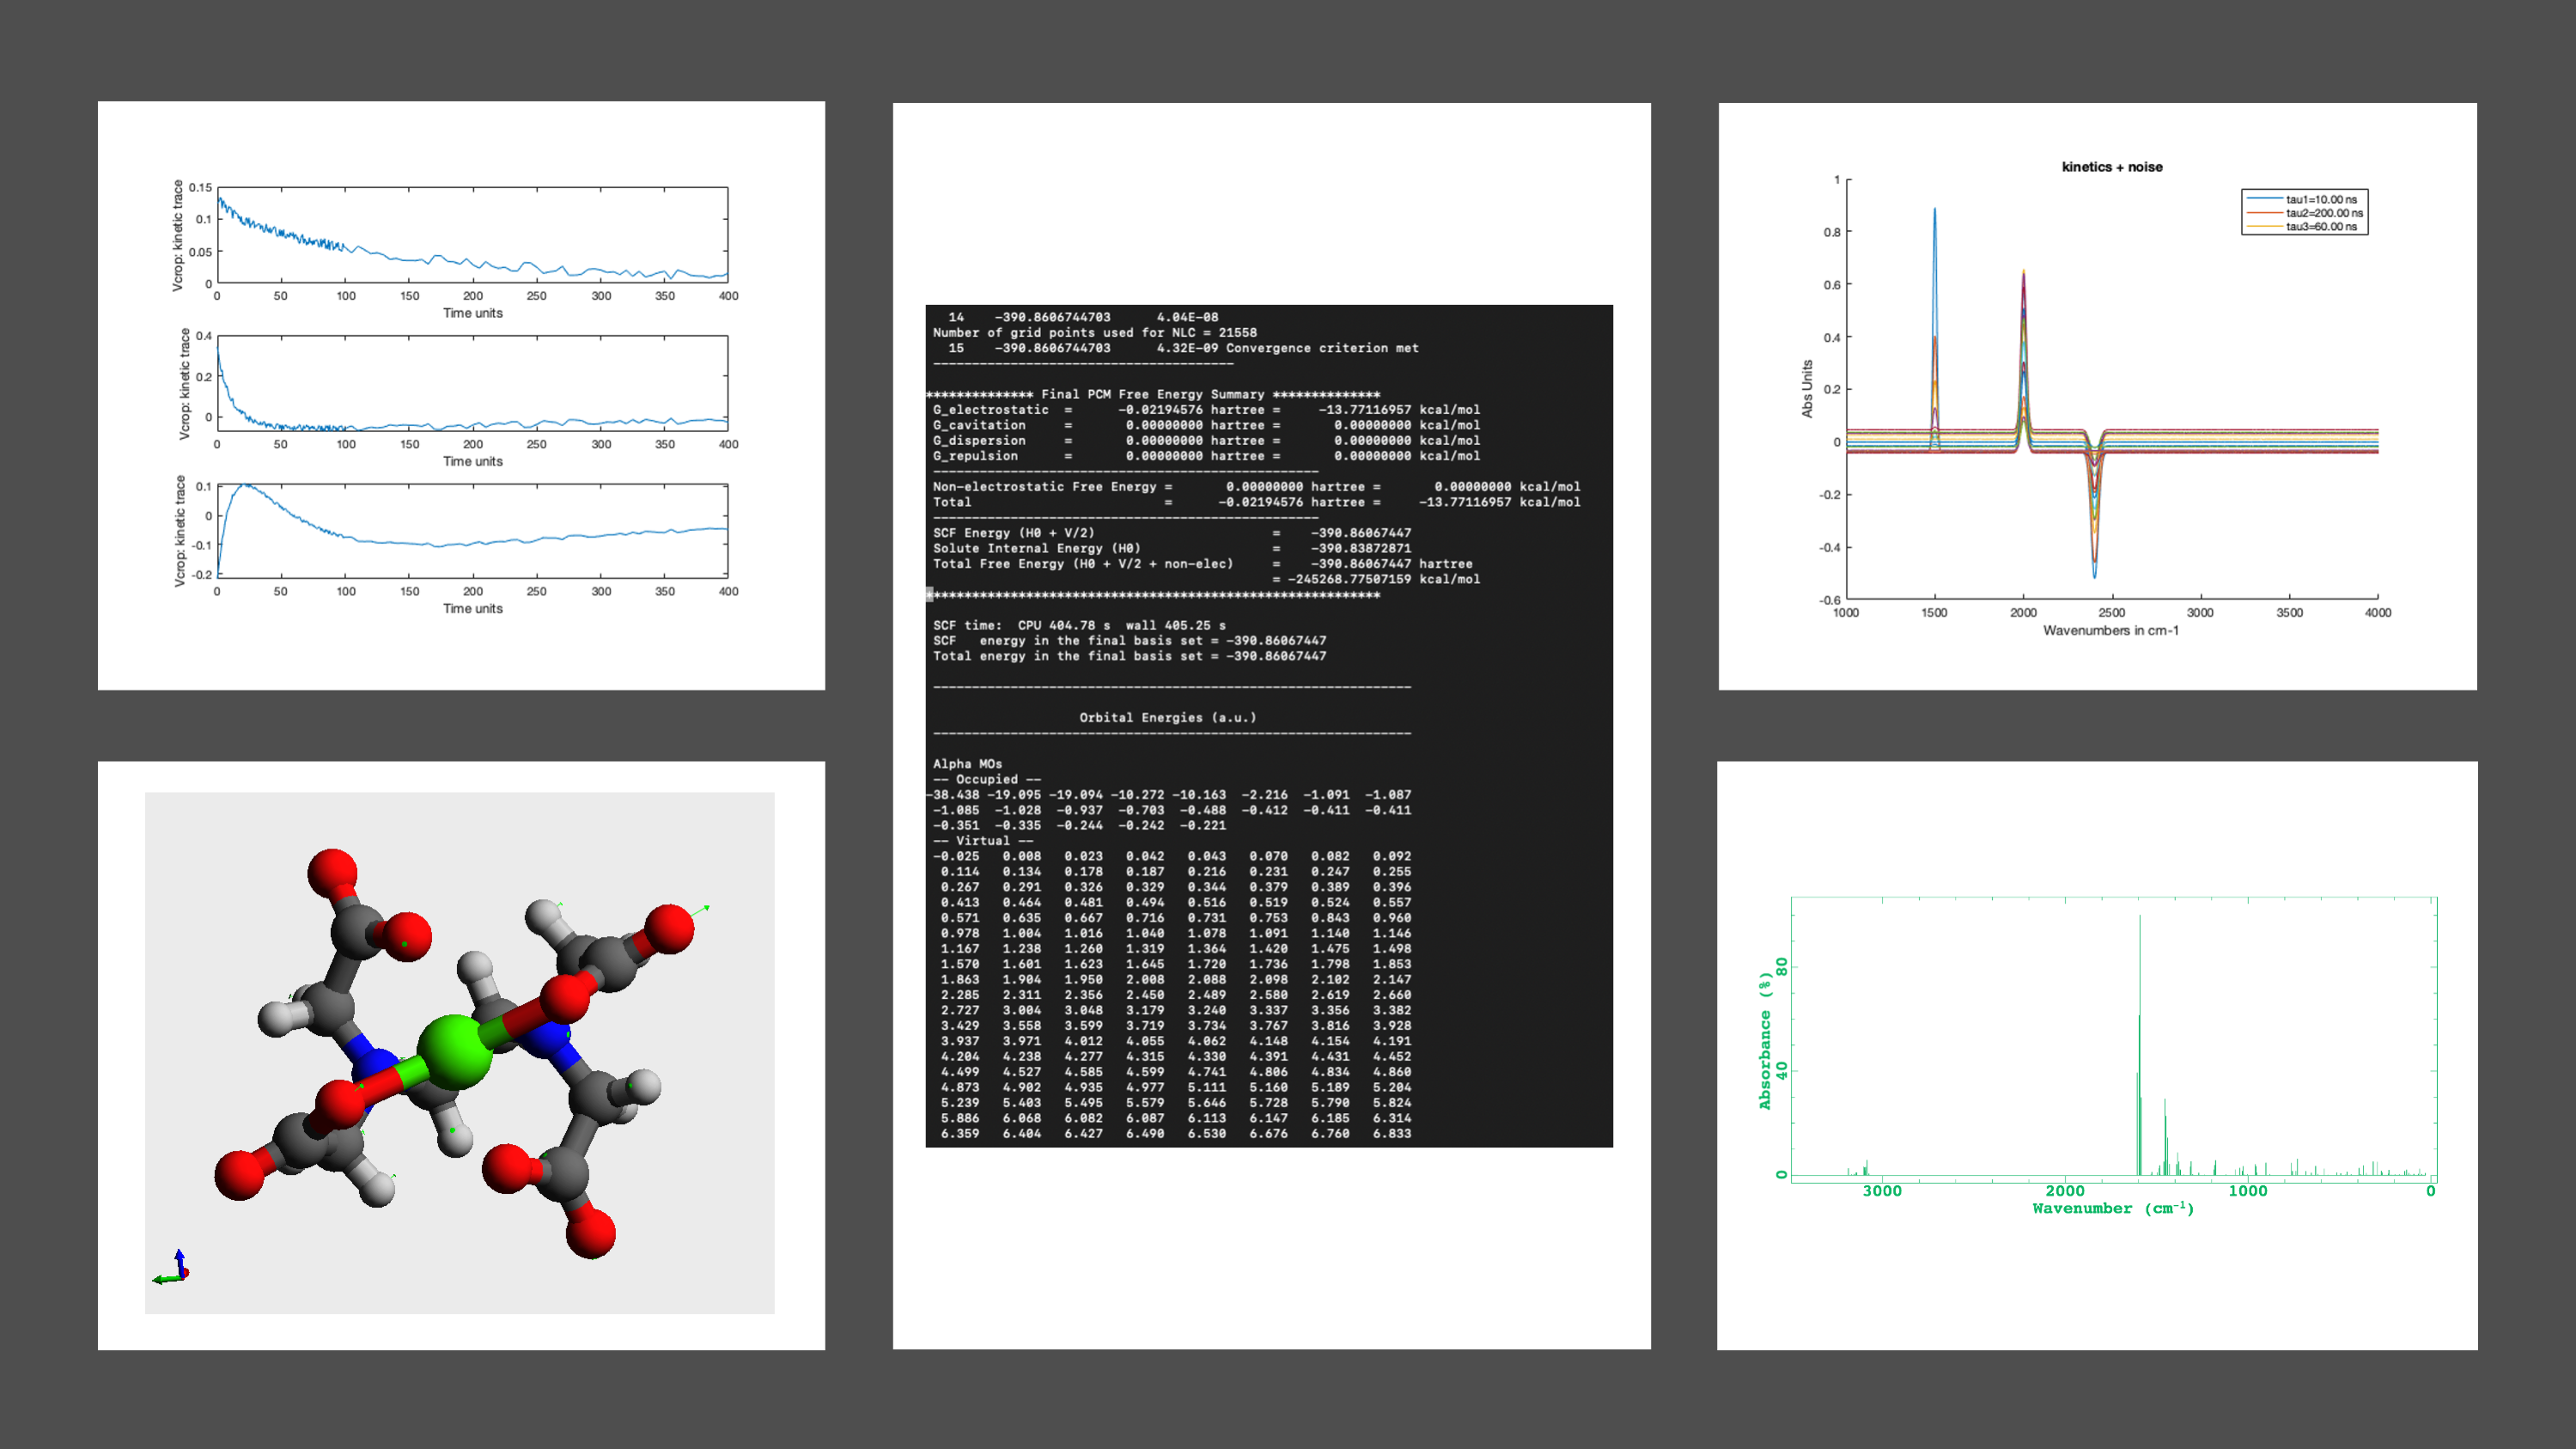 0.15
0.1
0.05
0
Vcrop: kinetic trace
0 50 100 150 200 250 300 350 400
Time units
0.4
0.2
0
Vcrop: kinetic trace
0 50 100 150 200 250 300 350 400
Time units
0.1
0
-0.1
-0.2
Vcrop: kinetic trace
0 50 100 150 200 250 300 350 400
Time units
14 -390.8606744703 4.04E-08
Number of grid points used for NLC = 21558
15 -390.8606744703 4.32E-09 Convergence criterion met
---------------------------------------
************** Final PCM Free Energy Summary **************
G_electrostatic = -0.02194576 hartree = -13.77116957 kcal/mol
G_cavitation = 0.00000000 hartree = 0.00000000 kcal/mol
G_dispersion = 0.00000000 hartree = 0.00000000 kcal/mol
G_repulsion = 0.00000000 hartree = 0.00000000 kcal/mol
--------------------------------------------------
Non-electrostatic Free Energy = 0.00000000 hartree = 0.00000000 kcal/mol
Total = -0.02194576 hartree = -13.77116957 kcal/mol
--------------------------------------------------
SCF Energy (H0 + V/2) = -390.86067447
Solute Internal Energy (H0) = -390.83872871
Total Free Energy (H0 + V/2 + non-elec) = -390.86067447 hartree
= -245268.77507159 kcal/mol
***********************************************************
SCF time: CPU 404.78 s wall 405.25 s
SCF energy in the final basis set = -390.86067447
Total energy in the final basis set = -390.86067447
--------------------------------------------------------------
Orbital Energies (a.u.)
--------------------------------------------------------------
Alpha MOs
-- Occupied --
-38.438 -19.095 -19.094 -10.272 -10.163 -2.216 -1.091 -1.087
-1.085 -1.028 -0.937 -0.703 -0.488 -0.412 -0.411 -0.411
-0.351 -0.335 -0.244 -0.242 -0.221
-- Virtual --
-0.025 0.008 0.023 0.042 0.043 0.070 0.082 0.092
0.114 0.134 0.178 0.187 0.216 0.231 0.247 0.255
0.267 0.291 0.326 0.329 0.344 0.379 0.389 0.396
0.413 0.464 0.481 0.494 0.516 0.519 0.524 0.557
0.571 0.635 0.667 0.716 0.731 0.753 0.843 0.960
0.978 1.004 1.016 1.040 1.078 1.091 1.140 1.146
1.167 1.238 1.260 1.319 1.364 1.420 1.475 1.498
1.570 1.601 1.623 1.645 1.720 1.736 1.798 1.853
1.863 1.904 1.950 2.008 2.088 2.098 2.102 2.147
2.285 2.311 2.356 2.450 2.489 2.580 2.619 2.660
2.727 3.004 3.048 3.179 3.240 3.337 3.356 3.382
3.429 3.558 3.599 3.719 3.734 3.767 3.816 3.928
3.937 3.971 4.012 4.055 4.062 4.148 4.154 4.191
4.204 4.238 4.277 4.315 4.330 4.391 4.431 4.452
4.499 4.527 4.585 4.599 4.741 4.806 4.834 4.860
4.873 4.902 4.935 4.977 5.111 5.160 5.189 5.204
5.239 5.403 5.495 5.579 5.646 5.728 5.790 5.824
5.886 6.068 6.082 6.087 6.113 6.147 6.185 6.314
6.359 6.404 6.427 6.490 6.530 6.676 6.760 6.833
kinetics + noise
tau1=10.00 ns
tau2=200.00 ns
tau3=60.00 ns
1
0.8
0.6
0.4
0.2
0
-0.2
-0.4
-0.6
Abs Units
1000 1500 2000 2500 3000 3500 4000
Wavenumbers in cm-1
Absorbance (%)
80
40
0
3000 2000 1000 0
Wavenumber (cm⁻¹)